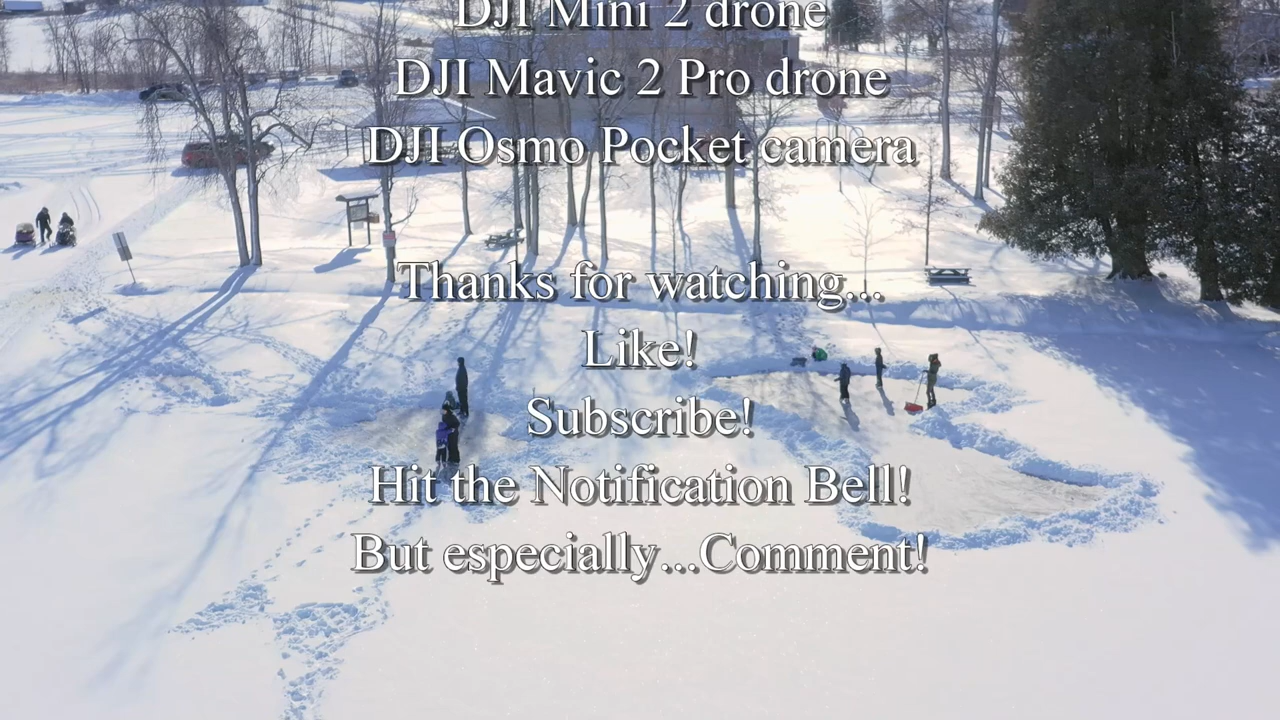 DJI Mini 2 drone
DJI Mavic 2 Pro drone
DJI Osmo Pocket camera
Thanks for watching...
Like!
Subscribe!
Hit the Notification Bell!
But especially...Comment!